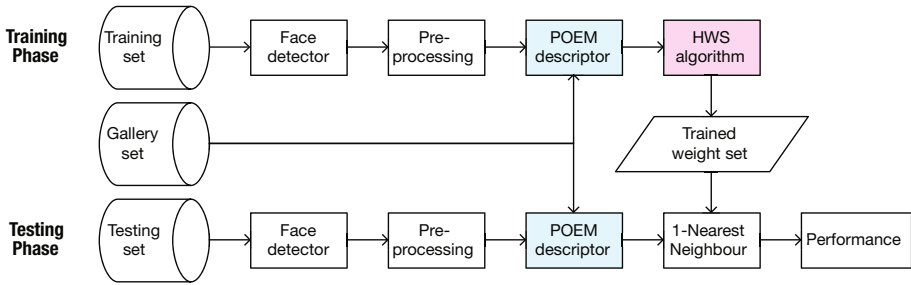 Training
Phase
Training
set
Face
detector
Pre-
processing
POEM
descriptor
HWS
algorithm
Gallery
set
Trained
weight set
Testing
Phase
Testing
set
Face
detector
Pre-
processing
POEM
descriptor
1-Nearest
Neighbour
Performance